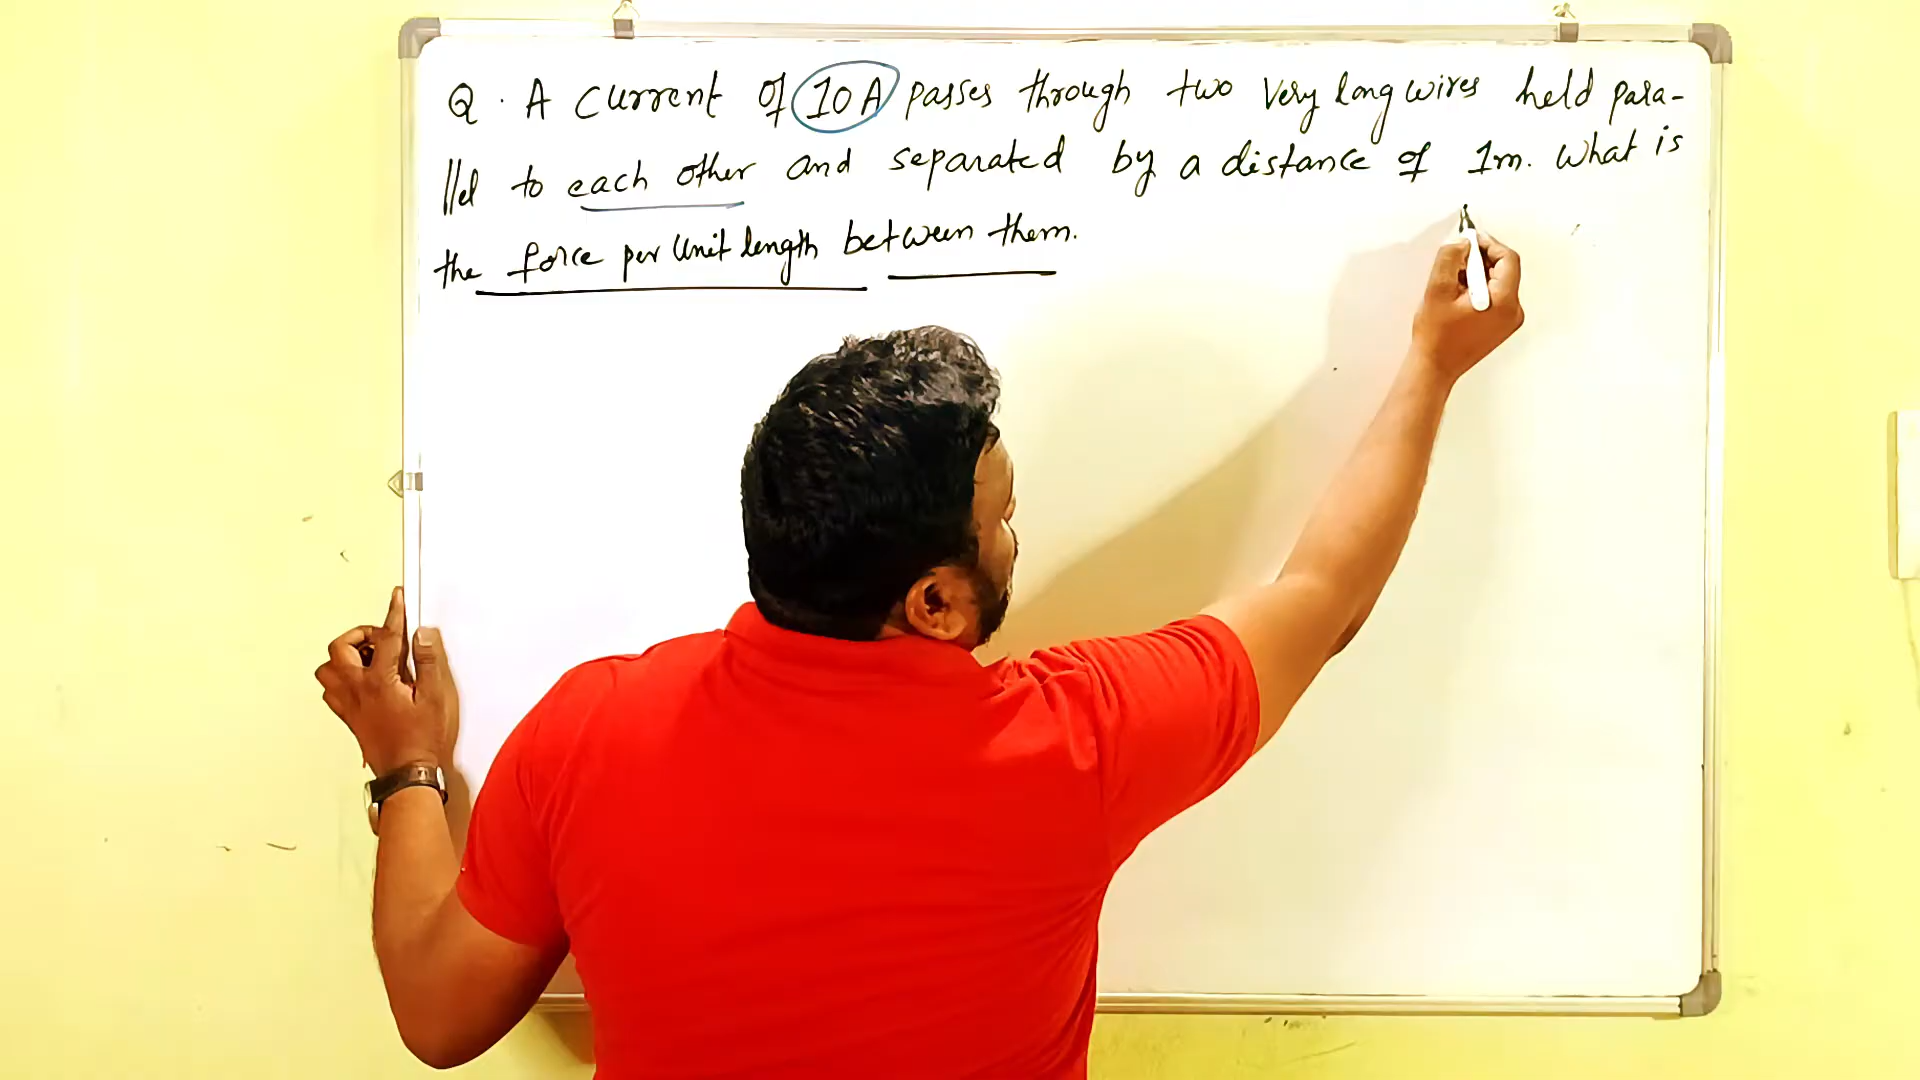 Q. A Current of 10 A passes through two very long wires held para-
llel to each other and separated by a distance of 1m. What is
the force per Unit length between them.